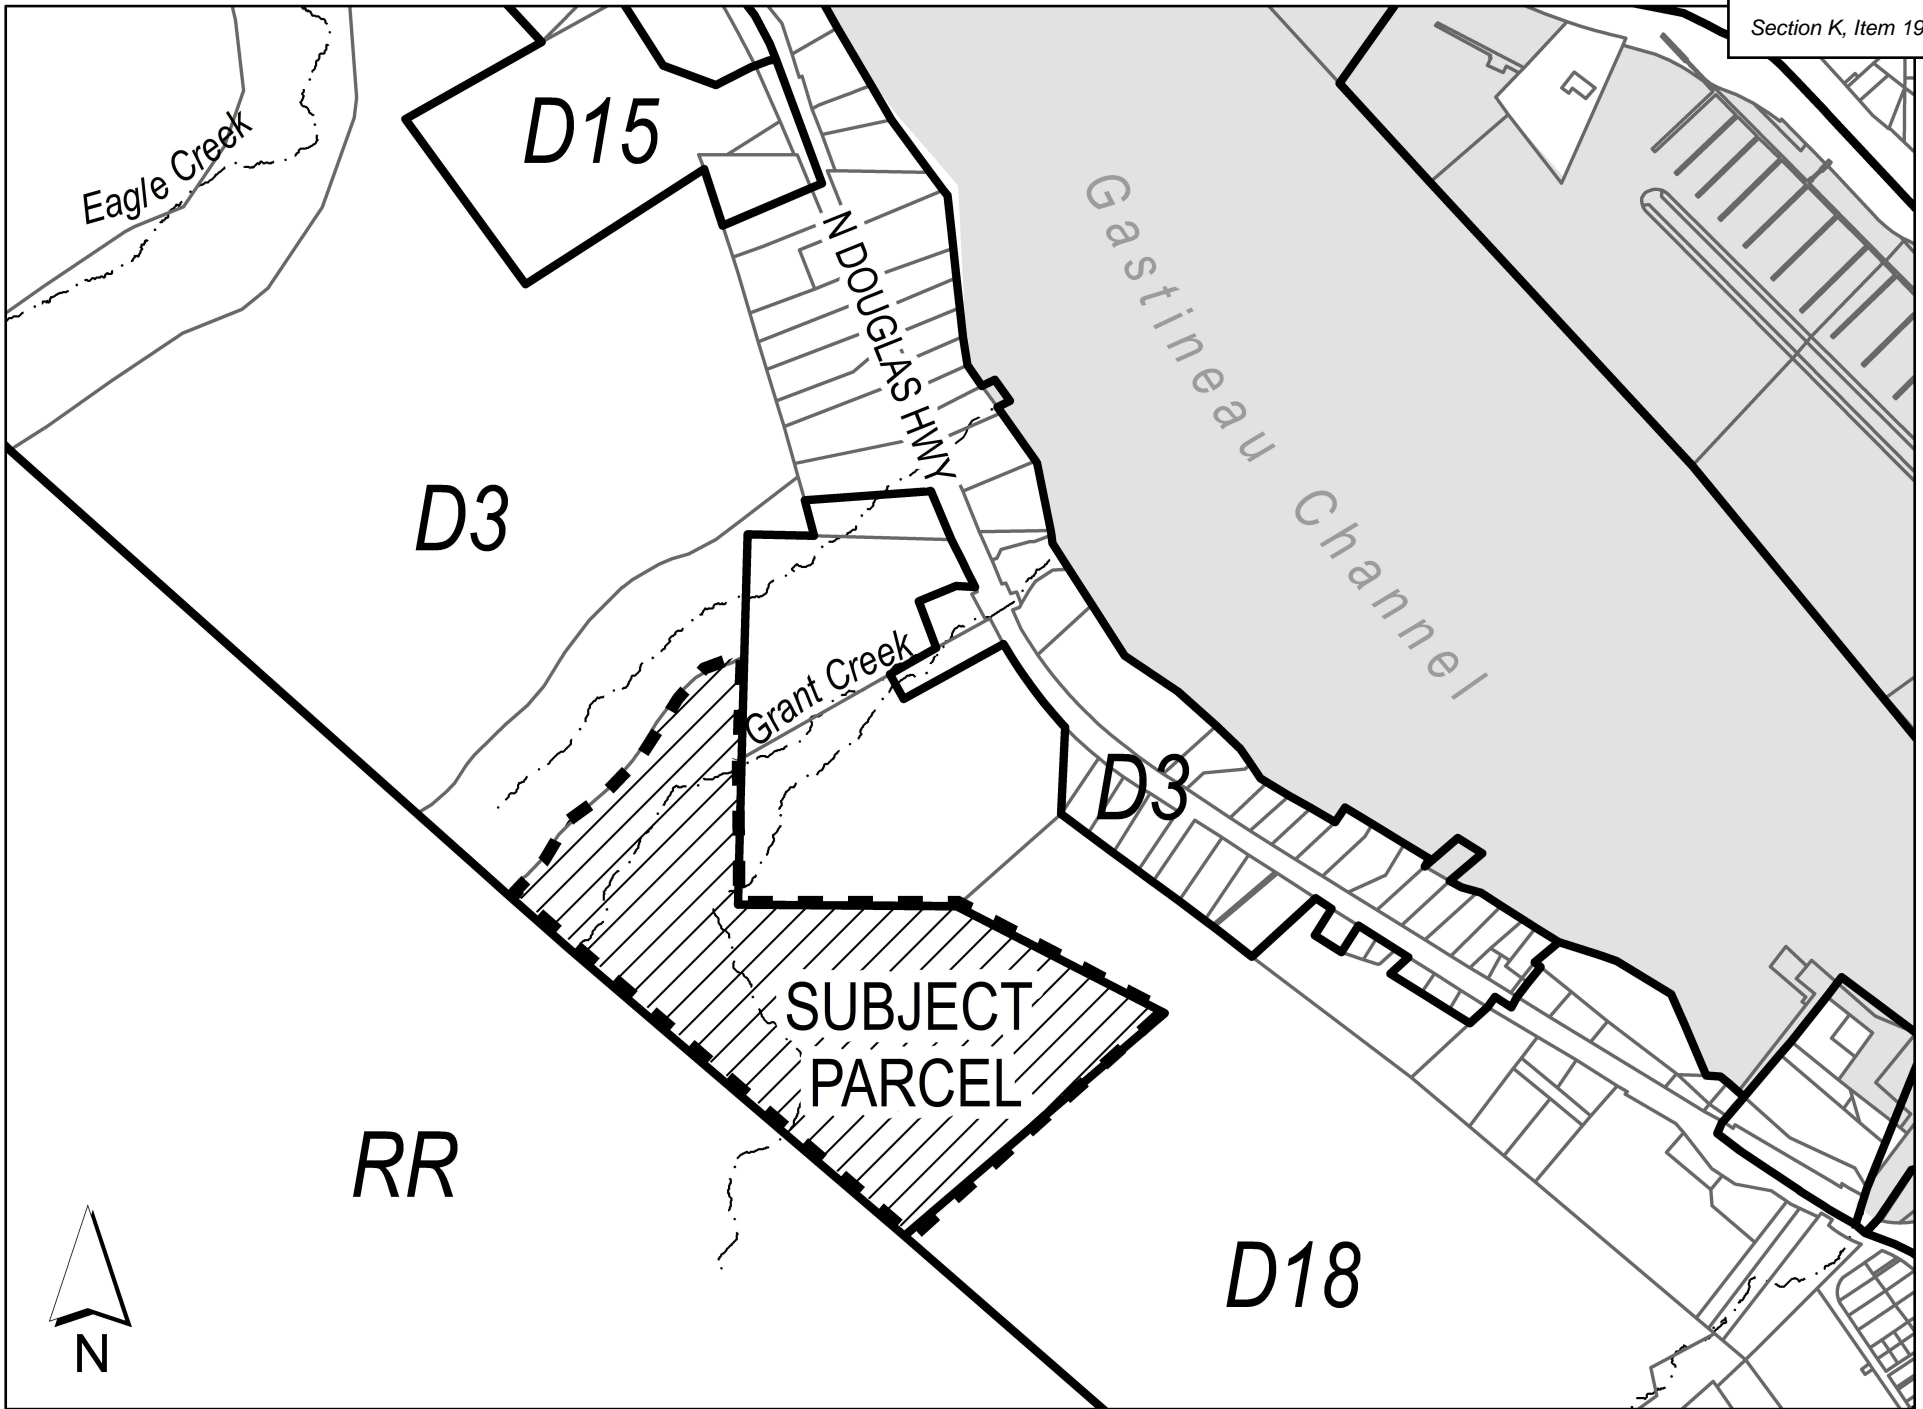 Section K, Item 19
D15
Eagle Creek
N DOUGLAS HWY
Gastineau Channel
D3
Grant Creek
D3
SUBJECT
PARCEL
RR
D18
N